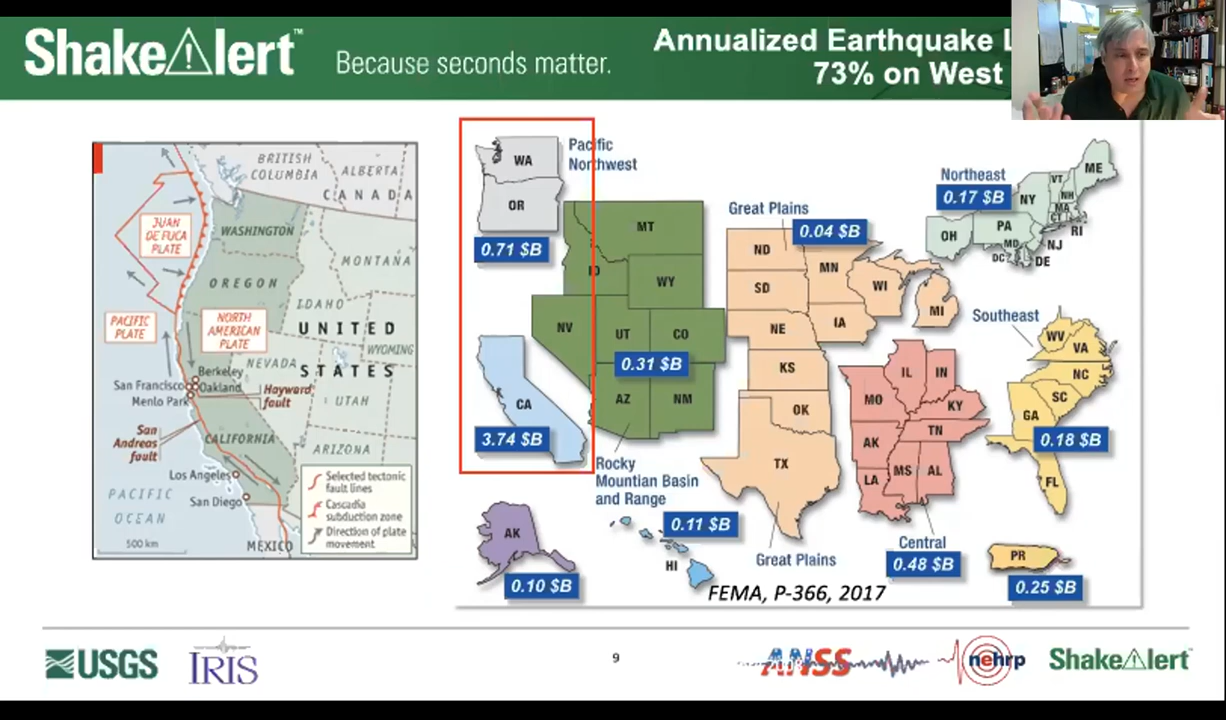 ShakeAlert™
Because seconds matter.
Annualized Earthquake L
73% on West
BRITISH
COLUMBIA
ALBERTA
CANADA
JUAN
DE FUCA
PLATE
WASHINGTON
MONTANA
OREGON
IDAHO
PACIFIC
PLATE
NORTH
AMERICAN
PLATE
UNITED
STATES
WYOMING
NEVADA
Berkeley
San Francisco
Oakland
Menlo Park
Hayward
fault
UTAH
San
Andreas
fault
CALIFORNIA
ARIZONA
Los Angeles
San Diego
PACIFIC
OCEAN
500 km
MEXICO
Selected tectonic
fault lines
Cascadia
subduction zone
Direction of plate
movement
WA
OR
Pacific
Northwest
0.71 $B
MT
ID
WY
NV
UT
CO
0.31 $B
AZ
NM
Rocky
Mountian Basin
and Range
CA
3.74 $B
Great Plains
0.04 $B
ND
MN
SD
WI
MI
NE
IA
KS
OK
TX
Great Plains
Northeast
0.17 $B
ME
VT
NH
NY
MA
CT
RI
PA
OH
NJ
MD
DC
DE
Southeast
WV
VA
NC
SC
GA
0.18 $B
FL
IL
IN
MO
KY
TN
AK
MS
AL
LA
Central
0.48 $B
AK
0.10 $B
HI
0.11 $B
PR
0.25 $B
FEMA, P-366, 2017
USGS
IRIS
9
ANSS
nehrp
ShakeAlert™